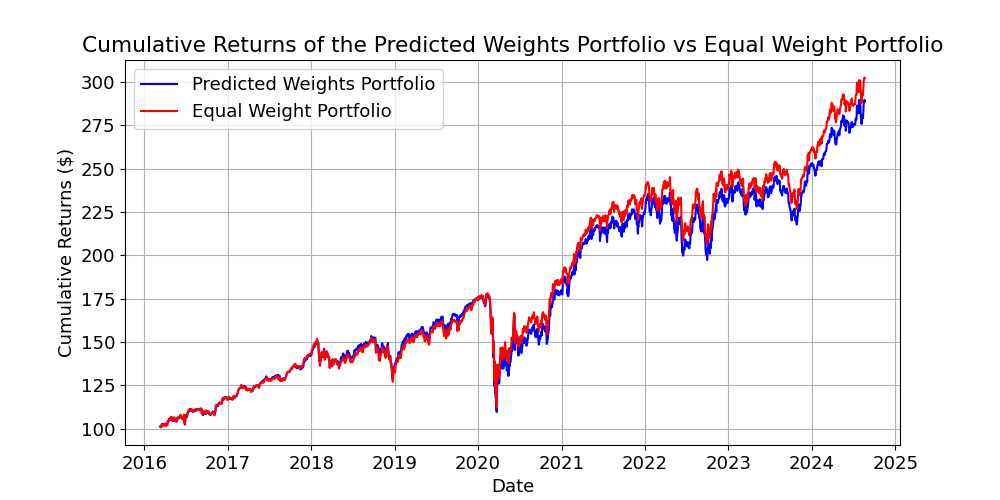 Cumulative Returns of the Predicted Weights Portfolio vs Equal Weight Portfolio
Predicted Weights Portfolio
Equal Weight Portfolio
Cumulative Returns ($)
300
275
250
225
200
175
150
125
100
2016 2017 2018 2019 2020 2021 2022 2023 2024 2025
Date